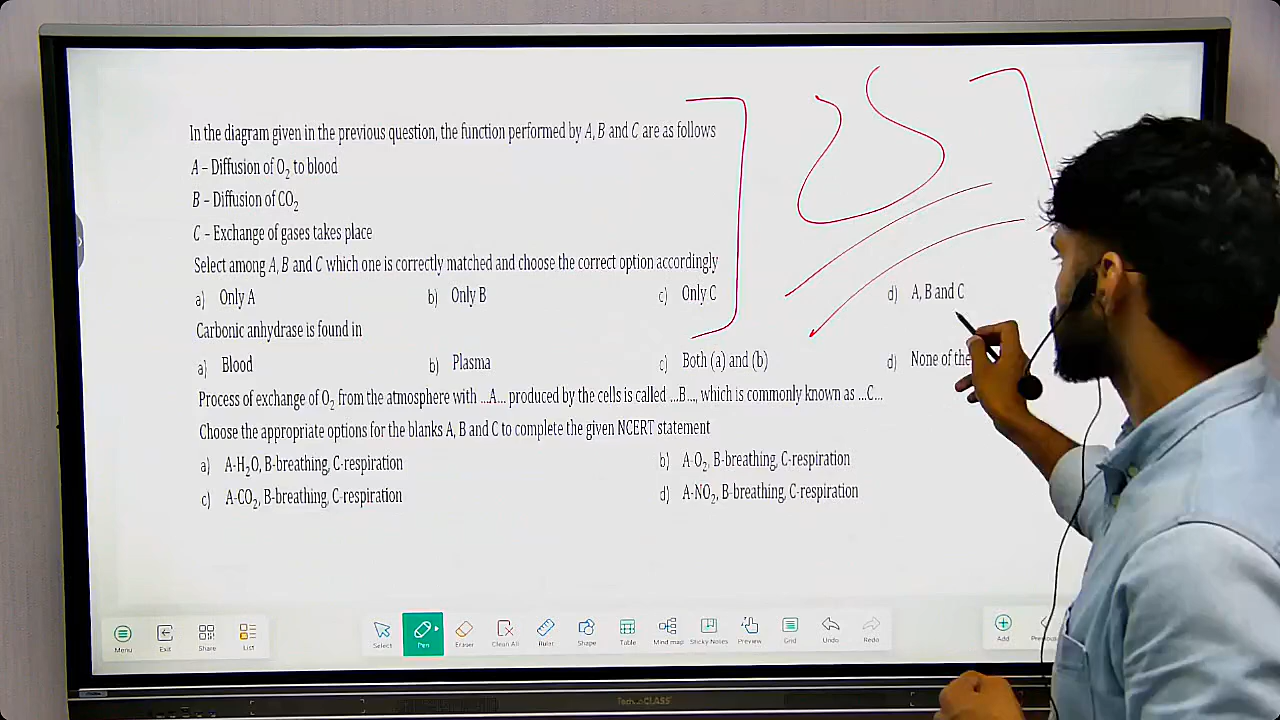 In the diagram given in the previous question, the function performed by A, B and C are as follows
A – Diffusion of O₂ to blood
B – Diffusion of CO₂
C – Exchange of gases takes place
Select among A, B and C which one is correctly matched and choose the correct option accordingly
a) Only A b) Only B c) Only C d) A, B and C
Carbonic anhydrase is found in
a) Blood b) Plasma c) Both (a) and (b) d) None of the
Process of exchange of O₂ from the atmosphere with ...A... produced by the cells is called ...B..., which is commonly known as ...C...
Choose the appropriate options for the blanks A, B and C to complete the given NCERT statement
a) A-H₂O, B-breathing, C-respiration b) A-O₂, B-breathing, C-respiration
c) A-CO₂, B-breathing, C-respiration d) A-NO₂, B-breathing, C-respiration
Menu Exit Share List Select Pen Eraser Clean All Ruler Shape Table Mind map Sticky Notes Preview Grid Undo Redo Add